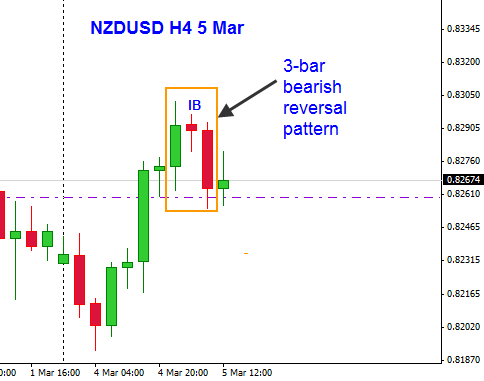 NZDUSD H4 5 Mar
0.83345
0.83200
3-bar
bearish
reversal
pattern
0.83050
IB
0.82905
0.82760
0.82674
0.82610
0.82465
0.82315
0.82165
0.82020
0.81870
0:00
1 Mar 16:00
4 Mar 04:00
4 Mar 20:00
5 Mar 12:00